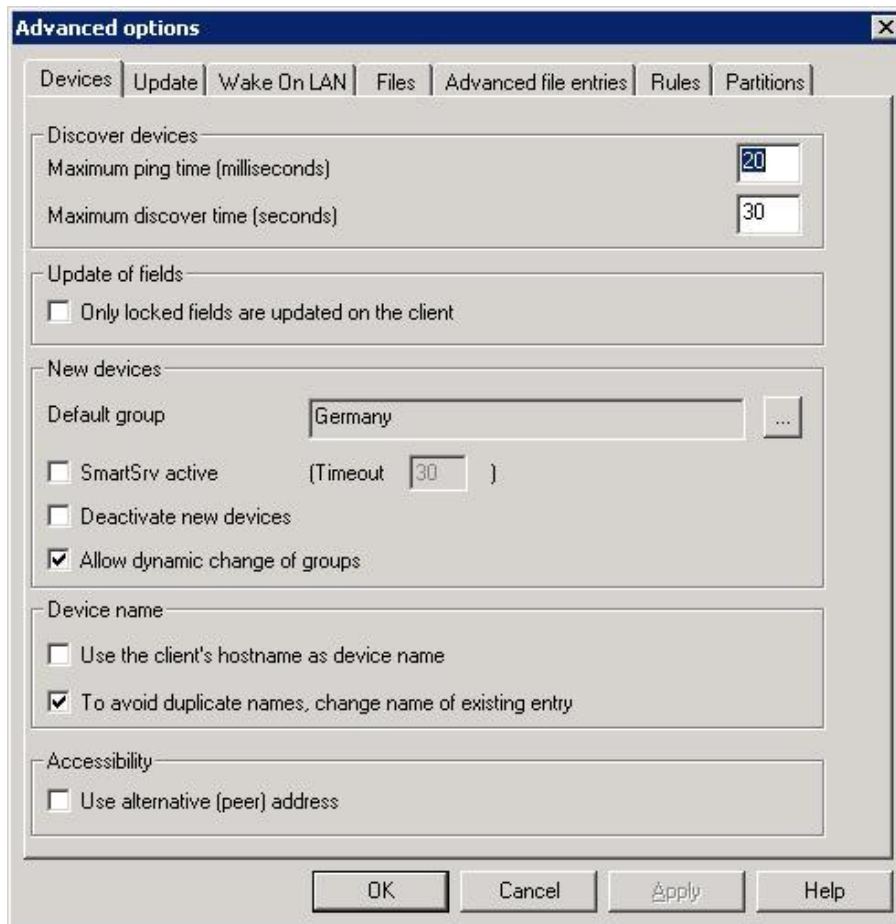 Advanced options
Devices Update Wake On LAN Files Advanced file entries Rules Partitions
Discover devices
Maximum ping time (milliseconds) 20
Maximum discover time (seconds) 30
Update of fields
Only locked fields are updated on the client
New devices
Default group Germany ...
SmartSrv active (Timeout 30 )
Deactivate new devices
Allow dynamic change of groups
Device name
Use the client's hostname as device name
To avoid duplicate names, change name of existing entry
Accessibility
Use alternative (peer) address
OK Cancel Apply Help